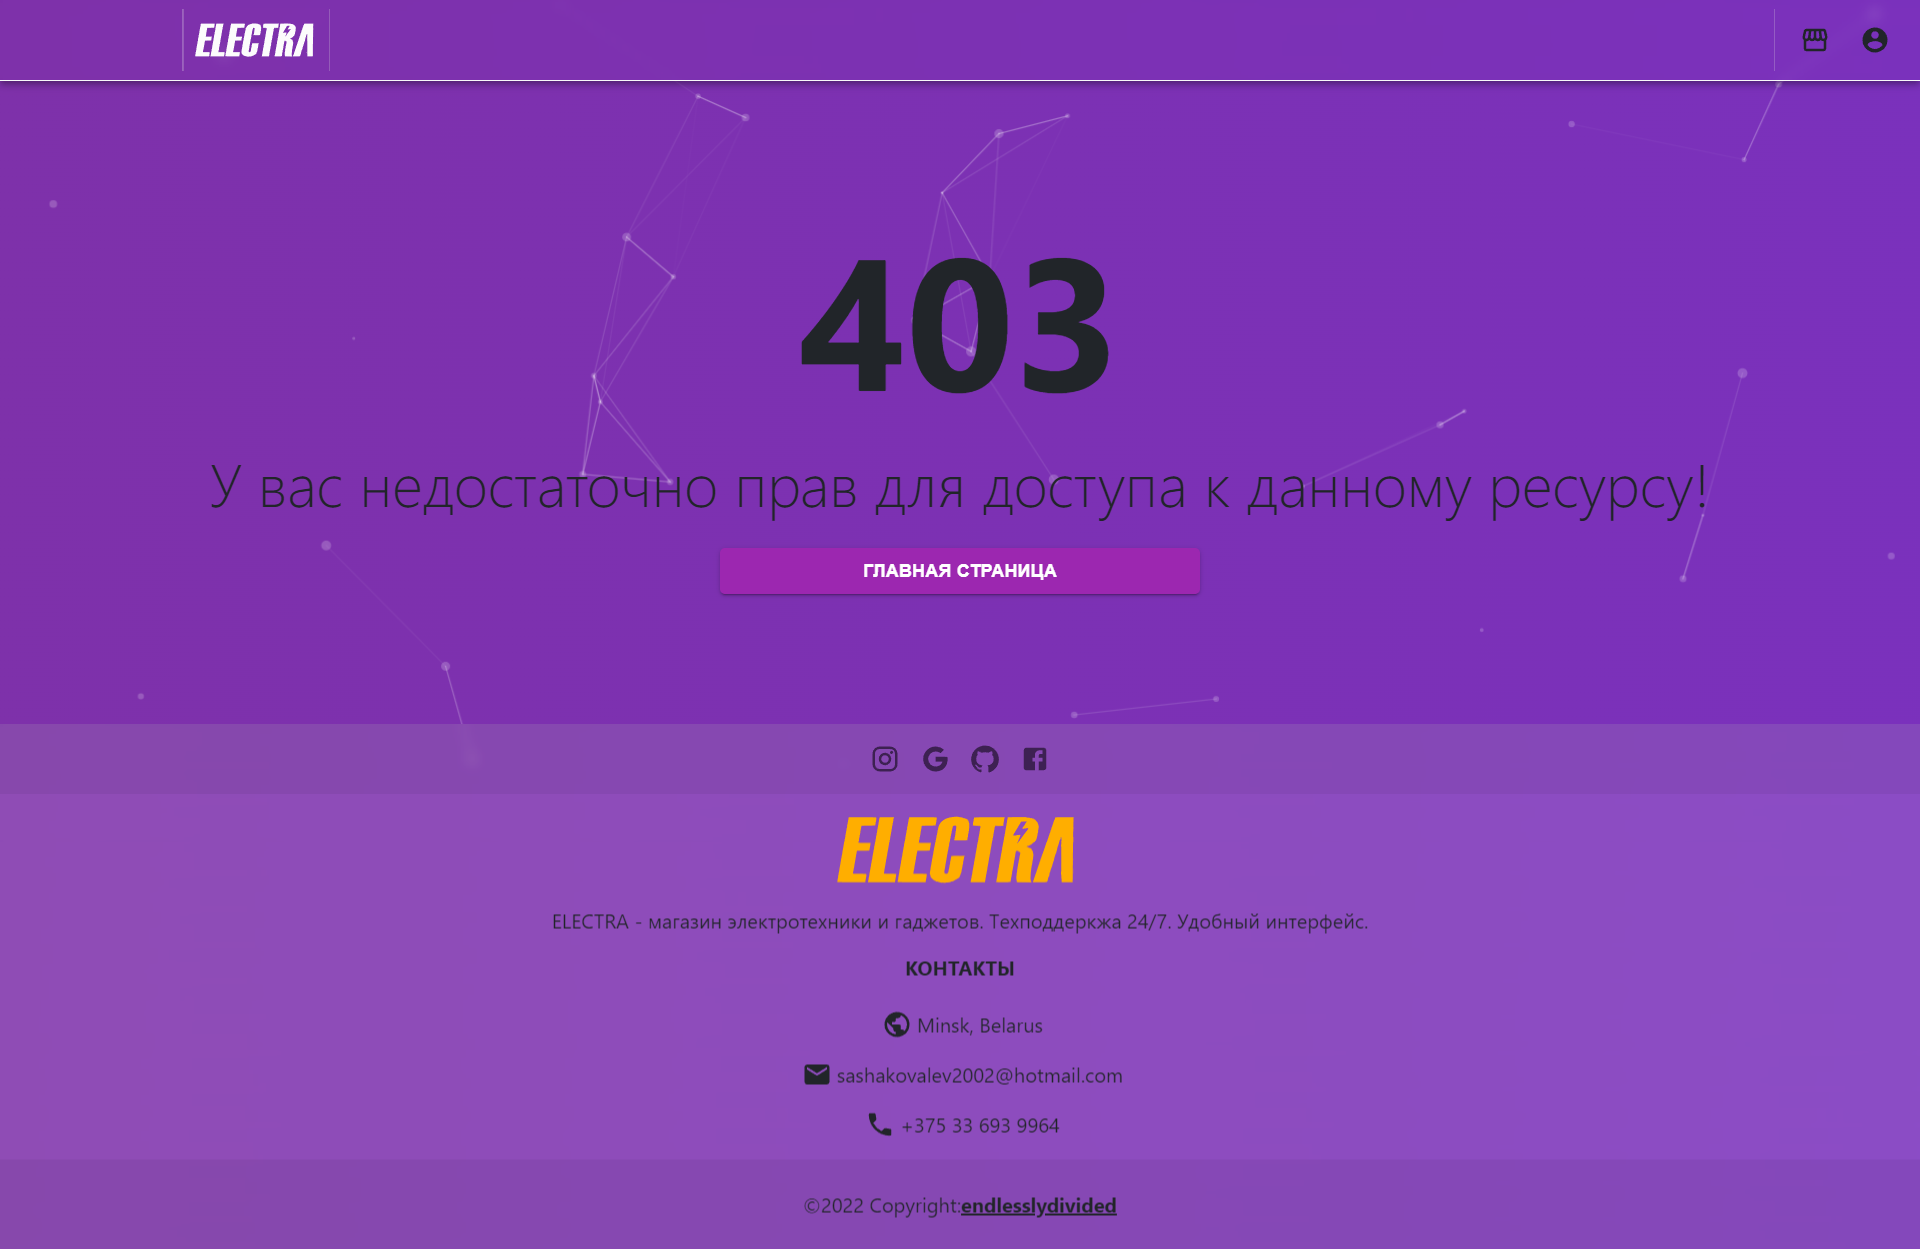 ELECTRA
403
У вас недостаточно прав для доступа к данному ресурсу!
ГЛАВНАЯ СТРАНИЦА
ELECTRA
ELECTRA - магазин электротехники и гаджетов. Техподдеркжа 24/7. Удобный интерфейс.
КОНТАКТЫ
Minsk, Belarus
sashakovalev2002@hotmail.com
+375 33 693 9964
©2022 Copyright:endlesslydivided